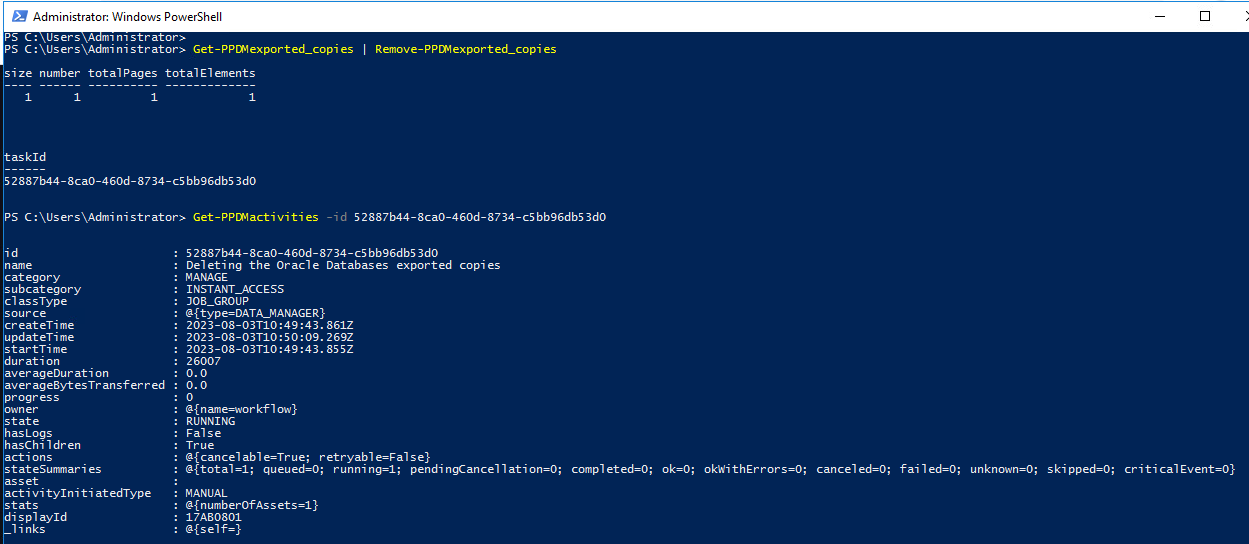 Administrator: Windows PowerShell
PS C:\Users\Administrator>
PS C:\Users\Administrator> Get-PPDMexported_copies | Remove-PPDMexported_copies
size number totalPages totalElements
---- ------ ---------- -------------
1 1 1 1
taskId
------
52887b44-8ca0-460d-8734-c5bb96db53d0
PS C:\Users\Administrator> Get-PPDMactivities -id 52887b44-8ca0-460d-8734-c5bb96db53d0
id : 52887b44-8ca0-460d-8734-c5bb96db53d0
name : Deleting the Oracle Databases exported copies
category : MANAGE
subcategory : INSTANT_ACCESS
classType : JOB_GROUP
source : @{type=DATA_MANAGER}
createTime : 2023-08-03T10:49:43.861Z
updateTime : 2023-08-03T10:50:09.269Z
startTime : 2023-08-03T10:49:43.855Z
duration : 26007
averageDuration : 0.0
averageBytesTransferred : 0.0
progress : 0
owner : @{name=workflow}
state : RUNNING
hasLogs : False
hasChildren : True
actions : @{cancelable=True; retryable=False}
stateSummaries : @{total=1; queued=0; running=1; pendingCancellation=0; completed=0; ok=0; okWithErrors=0; canceled=0; failed=0; unknown=0; skipped=0; criticalEvent=0}
asset :
activityInitiatedType : MANUAL
stats : @{numberOfAssets=1}
displayId : 17AB0801
_links : @{self=}